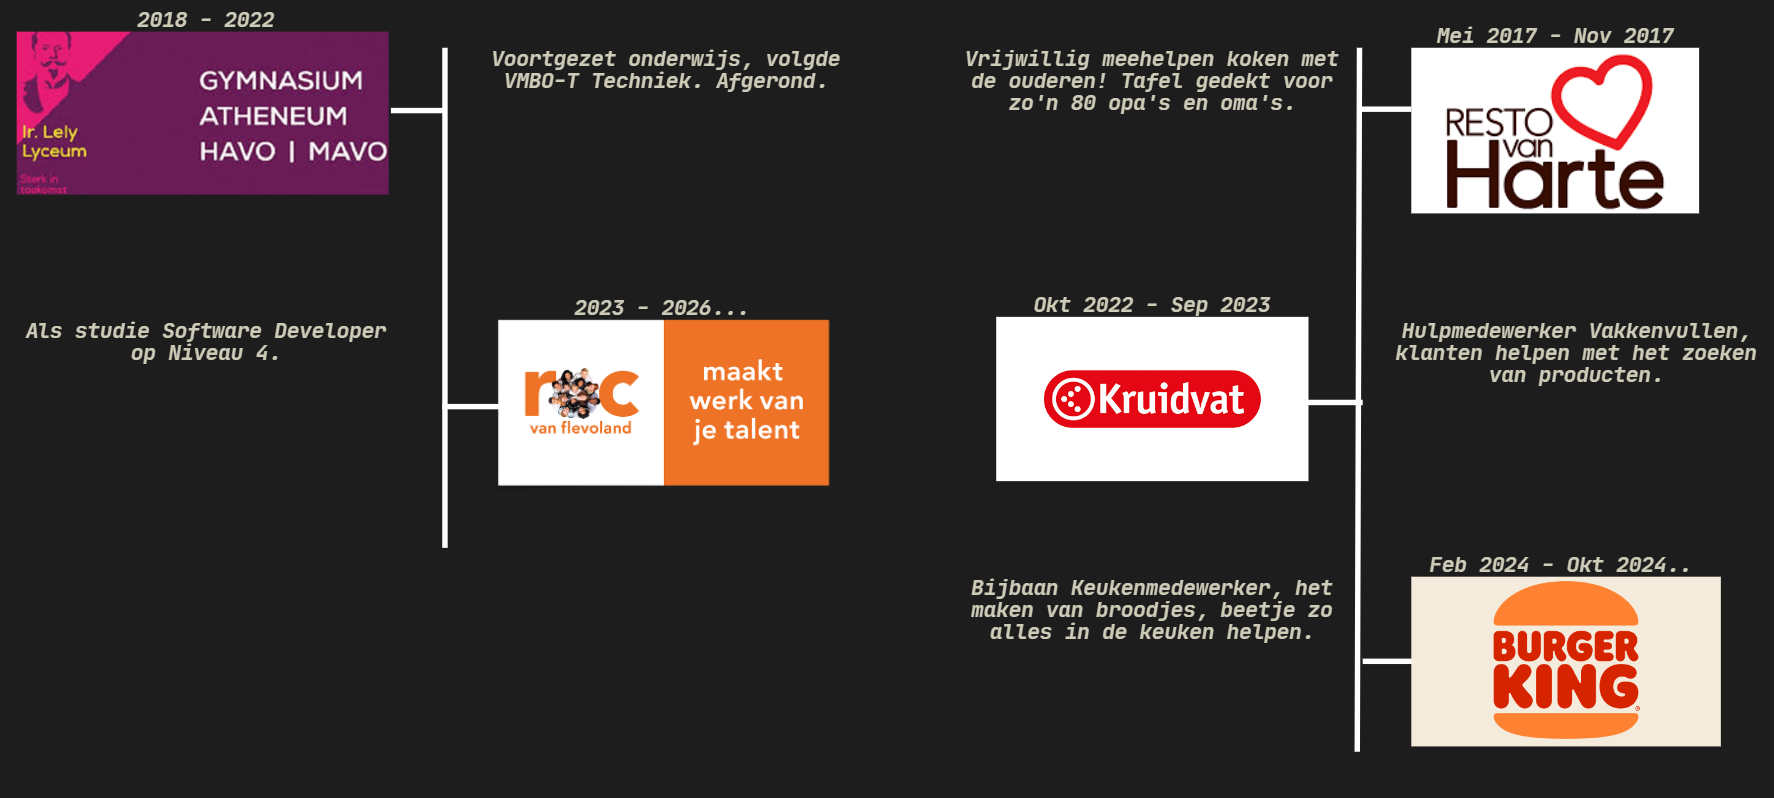 2018 - 2022
GYMNASIUM
ATHENEUM
HAVO | MAVO
Ir. Lely
Lyceum
Sterk in
toekomst
Voortgezet onderwijs, volgde
VMBO-T Techniek. Afgerond.
Als studie Software Developer
op Niveau 4.
2023 - 2026...
roc
van flevoland
maakt
werk van
je talent
Mei 2017 - Nov 2017
Vrijwillig meehelpen koken met
de ouderen! Tafel gedekt voor
zo'n 80 opa's en oma's.
RESTO
van
Harte
Okt 2022 - Sep 2023
Kruidvat
Hulpmedewerker Vakkenvullen,
klanten helpen met het zoeken
van producten.
Feb 2024 - Okt 2024..
Bijbaan Keukenmedewerker, het
maken van broodjes, beetje zo
alles in de keuken helpen.
BURGER
KING®